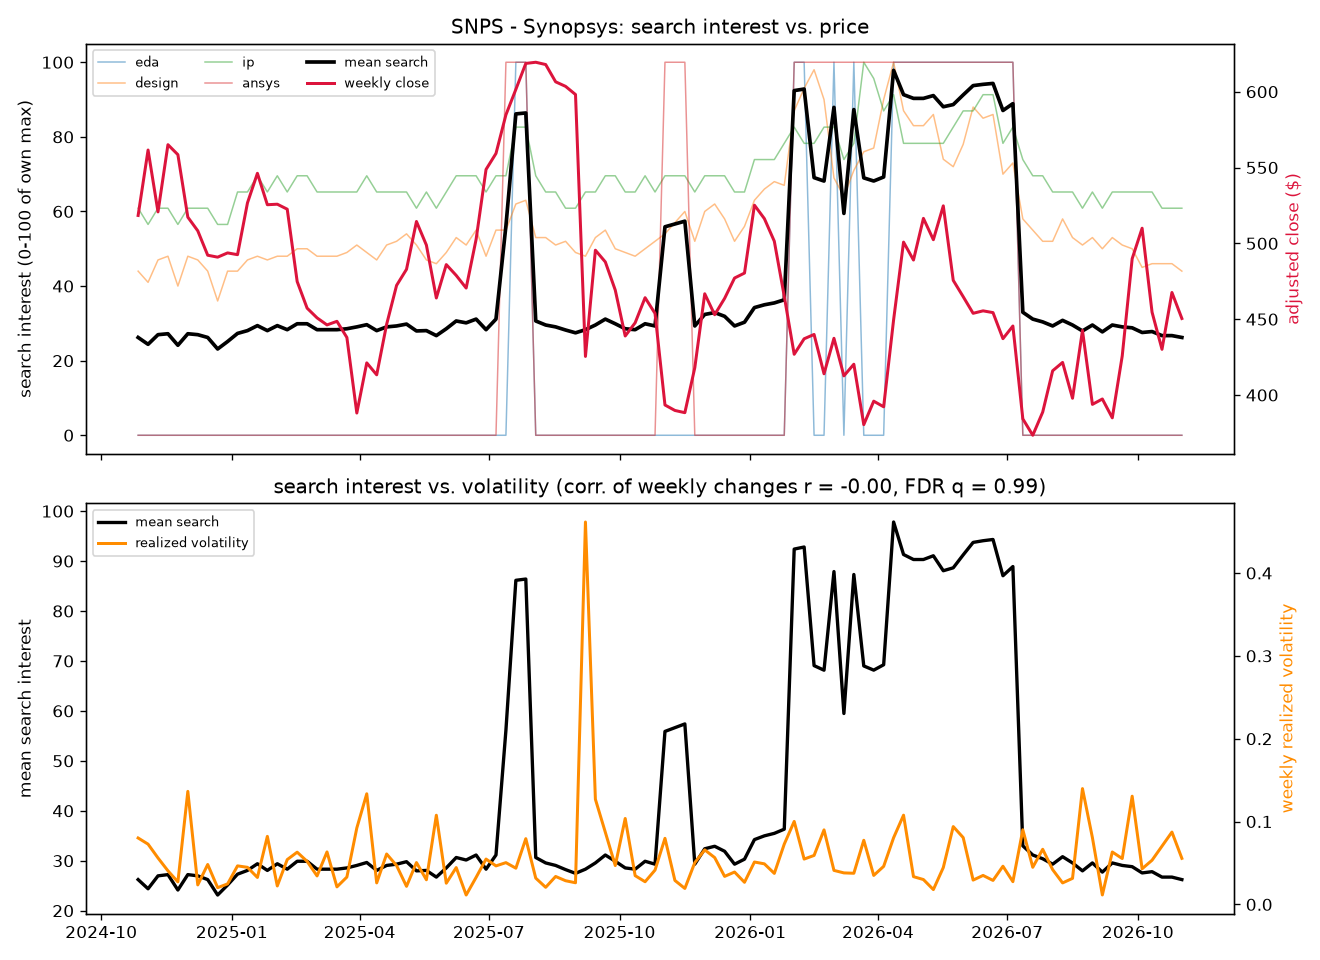 SNPS - Synopsys: search interest vs. price
eda
design
ip
ansys
mean search
weekly close
search interest (0-100 of own max)
100
80
60
40
20
0
600
550
500
450
400
adjusted close ($)
search interest vs. volatility (corr. of weekly changes r = -0.00, FDR q = 0.99)
mean search
realized volatility
mean search interest
100
90
80
70
60
50
40
30
20
0.4
0.3
0.2
0.1
0.0
weekly realized volatility
2024-10
2025-01
2025-04
2025-07
2025-10
2026-01
2026-04
2026-07
2026-10